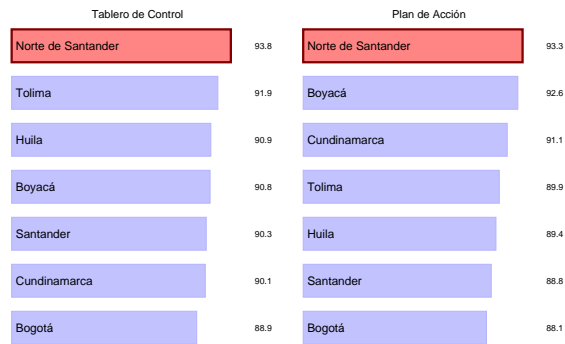 Tablero de Control
Norte de Santander 93.8
Tolima 91.9
Huila 90.9
Boyacá 90.8
Santander 90.3
Cundinamarca 90.1
Bogotá 88.9
Plan de Acción
Norte de Santander 93.3
Boyacá 92.6
Cundinamarca 91.1
Tolima 89.9
Huila 89.4
Santander 88.8
Bogotá 88.1